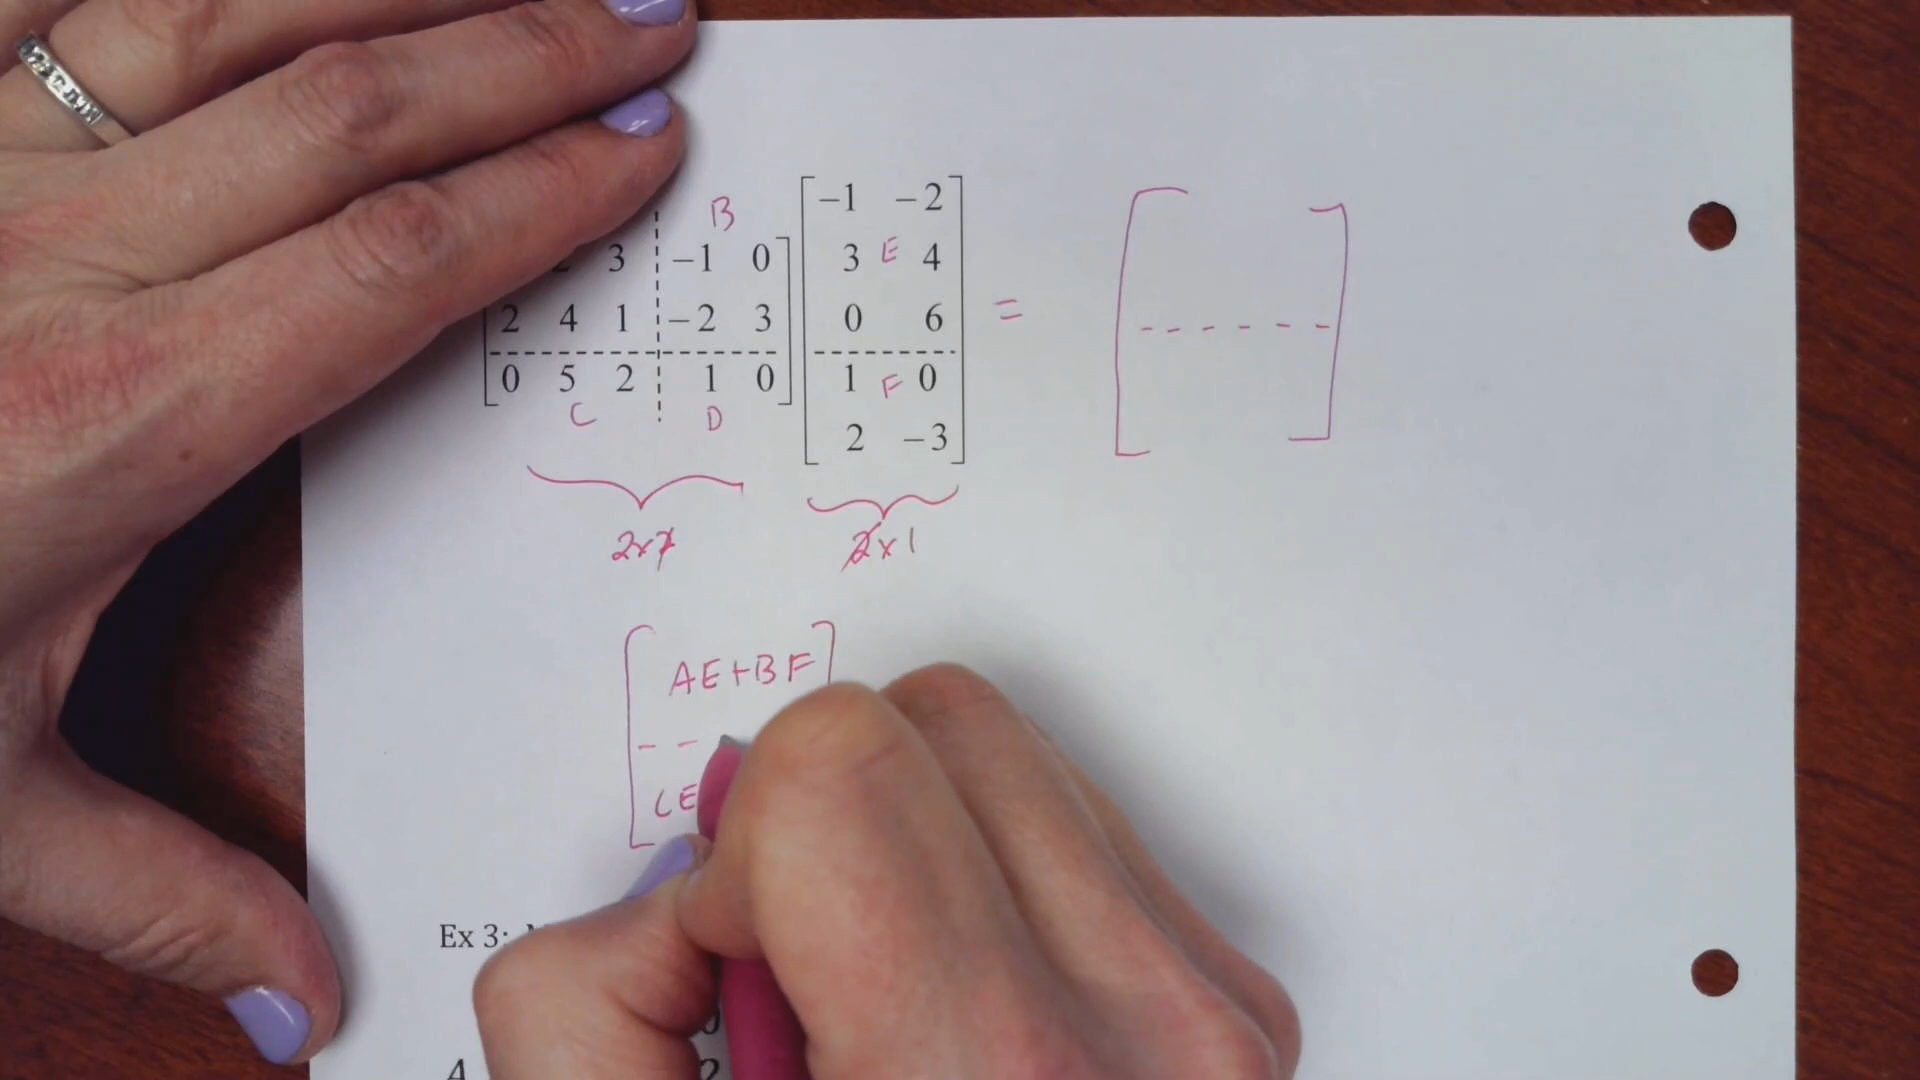 B
3 -1 0
2 4 1 -2 3
0 5 2 1 0
C D
-1 -2
3 E 4
0 6
1 F 0
2 -3
=
2x2 2x1
AE+BF
CE
Ex 3: